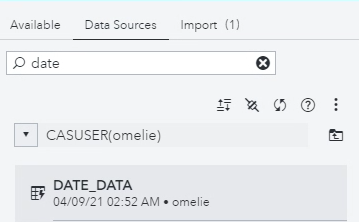 Available Data Sources Import (1)
date
CASUSER(omelie)
DATE_DATA
04/09/21 02:52 AM • omelie